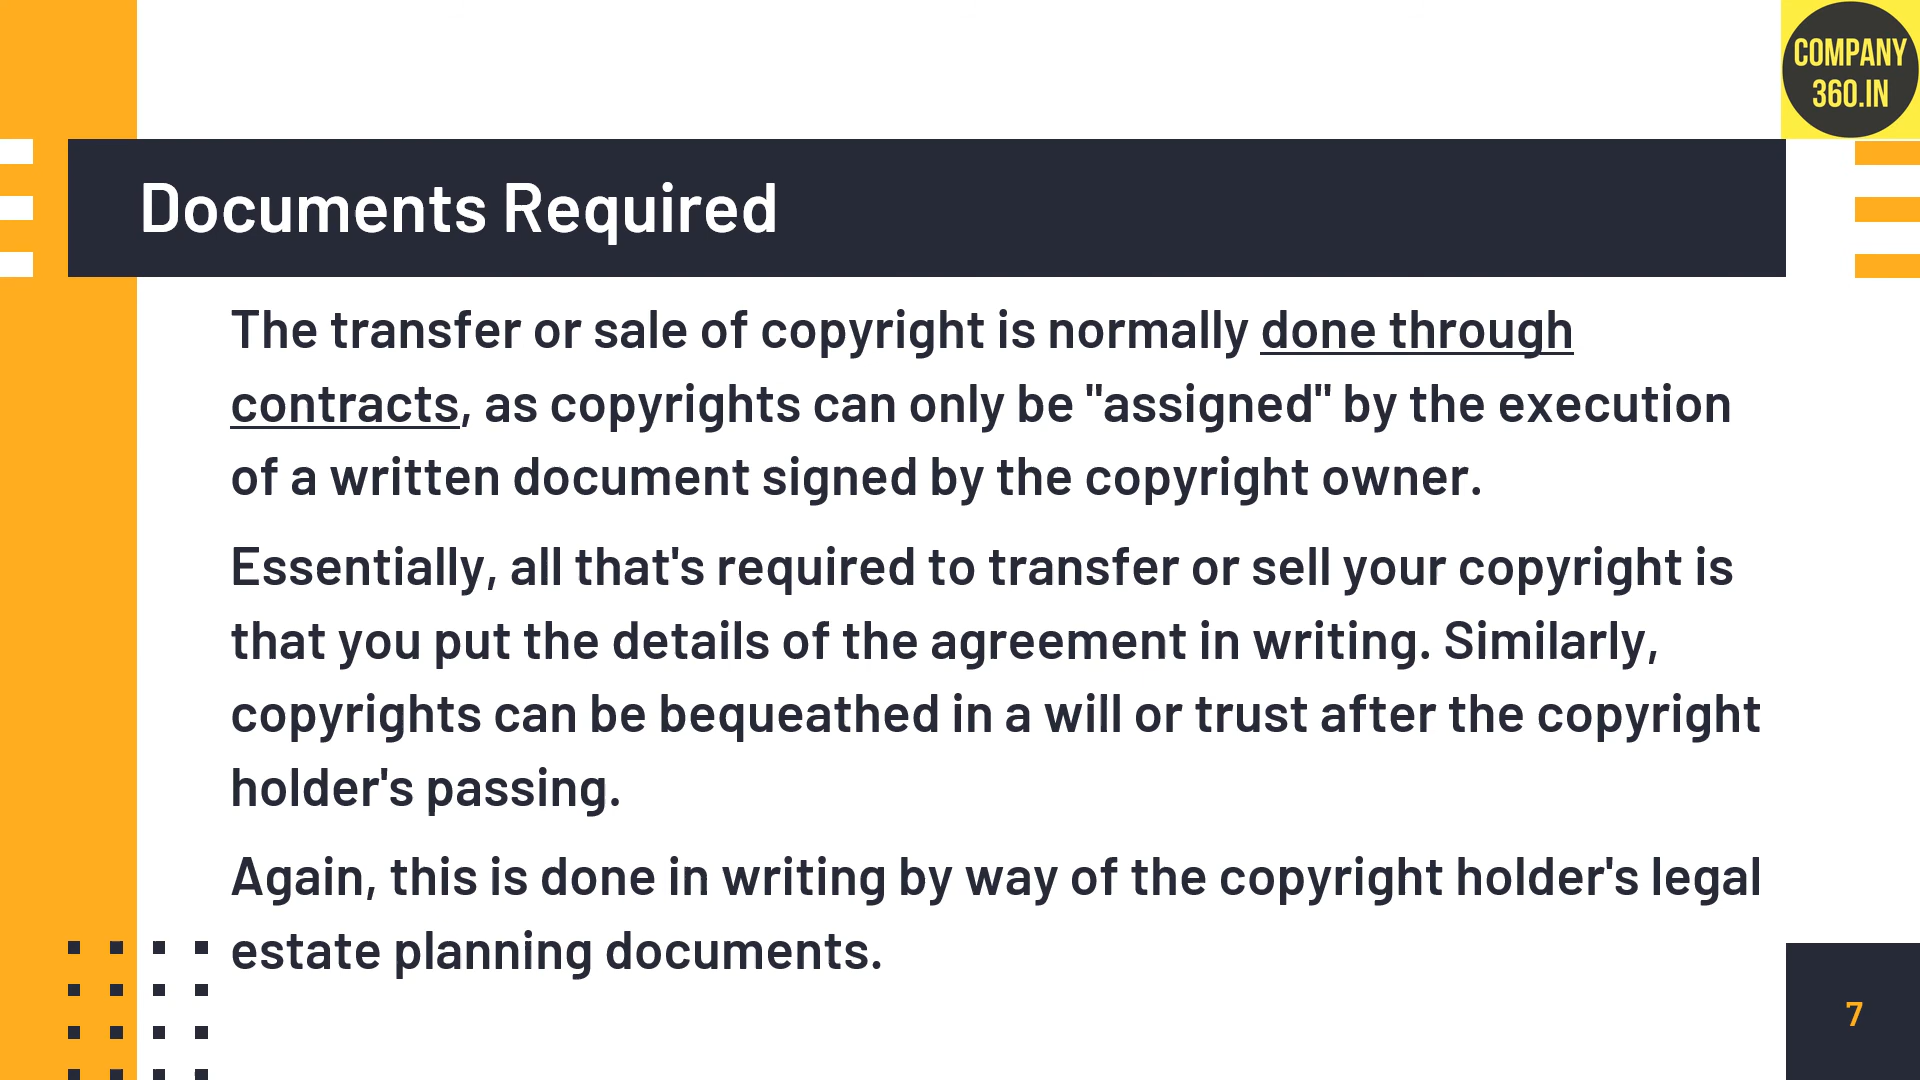 COMPANY
360.IN
Documents Required
The transfer or sale of copyright is normally done through
contracts, as copyrights can only be "assigned" by the execution
of a written document signed by the copyright owner.
Essentially, all that's required to transfer or sell your copyright is
that you put the details of the agreement in writing. Similarly,
copyrights can be bequeathed in a will or trust after the copyright
holder's passing.
Again, this is done in writing by way of the copyright holder's legal
estate planning documents.
7